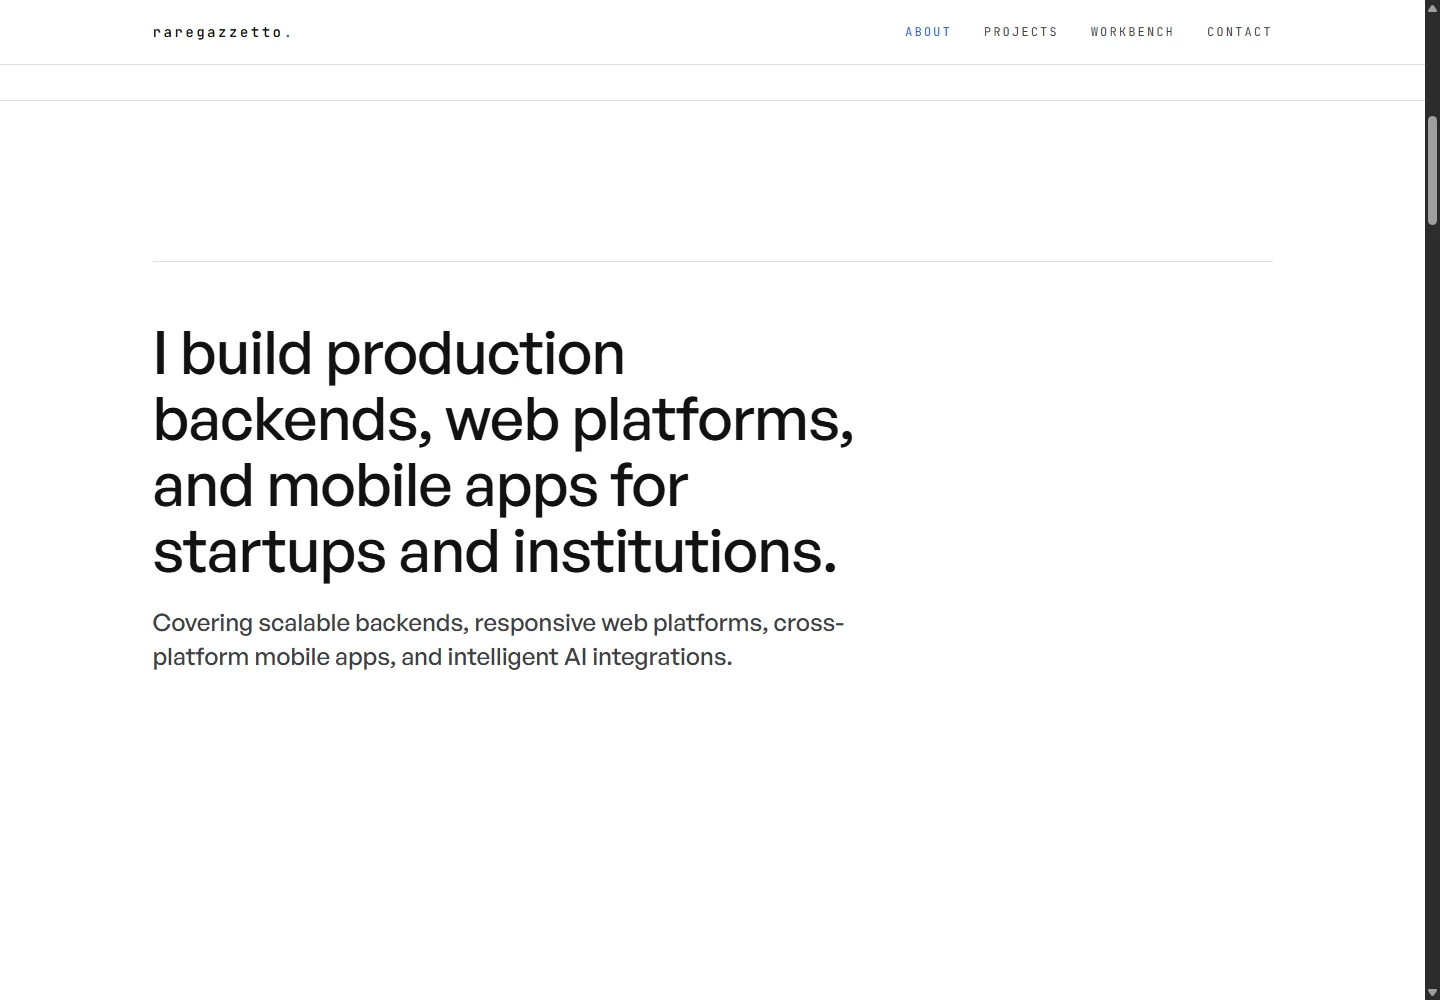 raregazzetto.
ABOUT PROJECTS WORKBENCH CONTACT
I build production
backends, web platforms,
and mobile apps for
startups and institutions.
Covering scalable backends, responsive web platforms, cross-
platform mobile apps, and intelligent AI integrations.